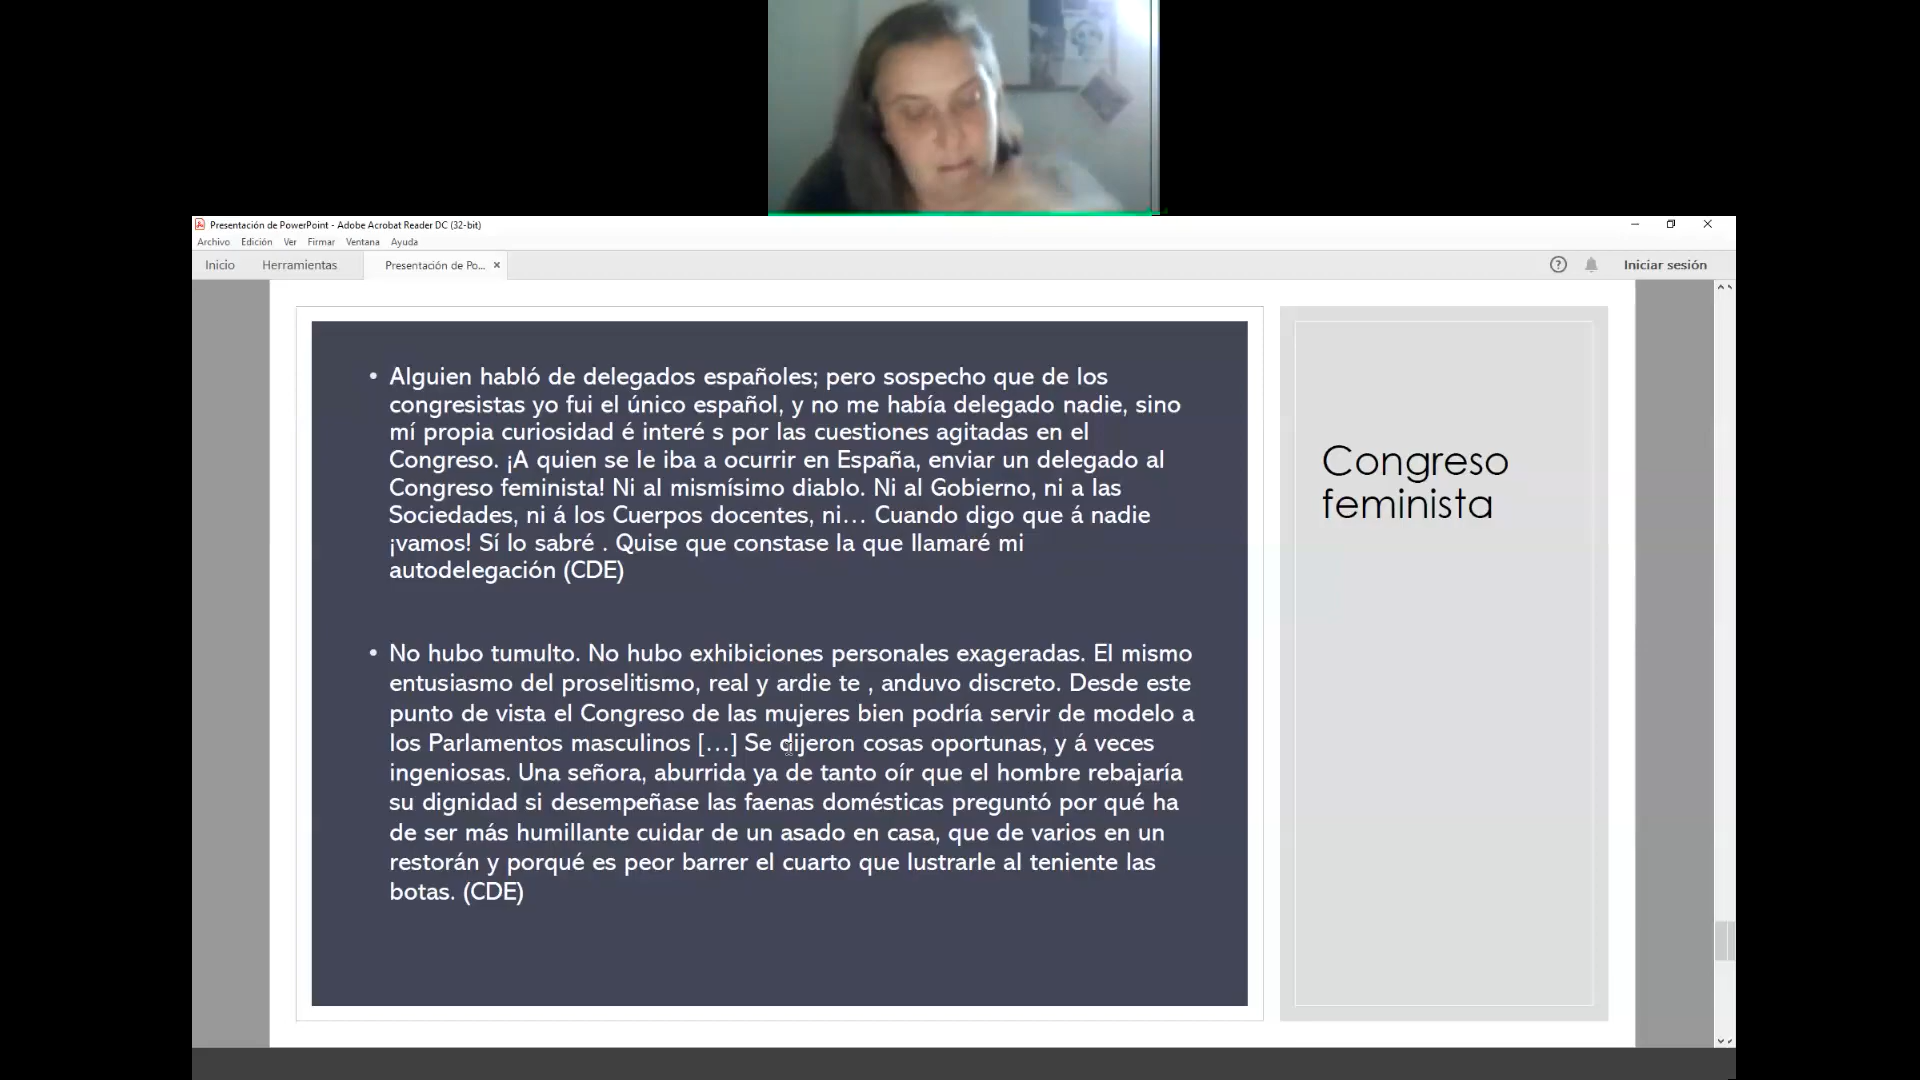 Presentación de PowerPoint - Adobe Acrobat Reader DC (32-bit)
Archivo Edición Ver Firmar Ventana Ayuda
Inicio Herramientas Presentación de Po... × ? Iniciar sesión
• Alguien habló de delegados españoles; pero sospecho que de los
congresistas yo fui el único español, y no me había delegado nadie, sino
mí propia curiosidad é interé s por las cuestiones agitadas en el
Congreso. ¡A quien se le iba a ocurrir en España, enviar un delegado al
Congreso feminista! Ni al mismísimo diablo. Ni al Gobierno, ni a las
Sociedades, ni á los Cuerpos docentes, ni… Cuando digo que á nadie
¡vamos! Sí lo sabré . Quise que constase la que llamaré mi
autodelegación (CDE)
• No hubo tumulto. No hubo exhibiciones personales exageradas. El mismo
entusiasmo del proselitismo, real y ardie te , anduvo discreto. Desde este
punto de vista el Congreso de las mujeres bien podría servir de modelo a
los Parlamentos masculinos […] Se dijeron cosas oportunas, y á veces
ingeniosas. Una señora, aburrida ya de tanto oír que el hombre rebajaría
su dignidad si desempeñase las faenas domésticas preguntó por qué ha
de ser más humillante cuidar de un asado en casa, que de varios en un
restorán y porqué es peor barrer el cuarto que lustrarle al teniente las
botas. (CDE)
Congreso
feminista